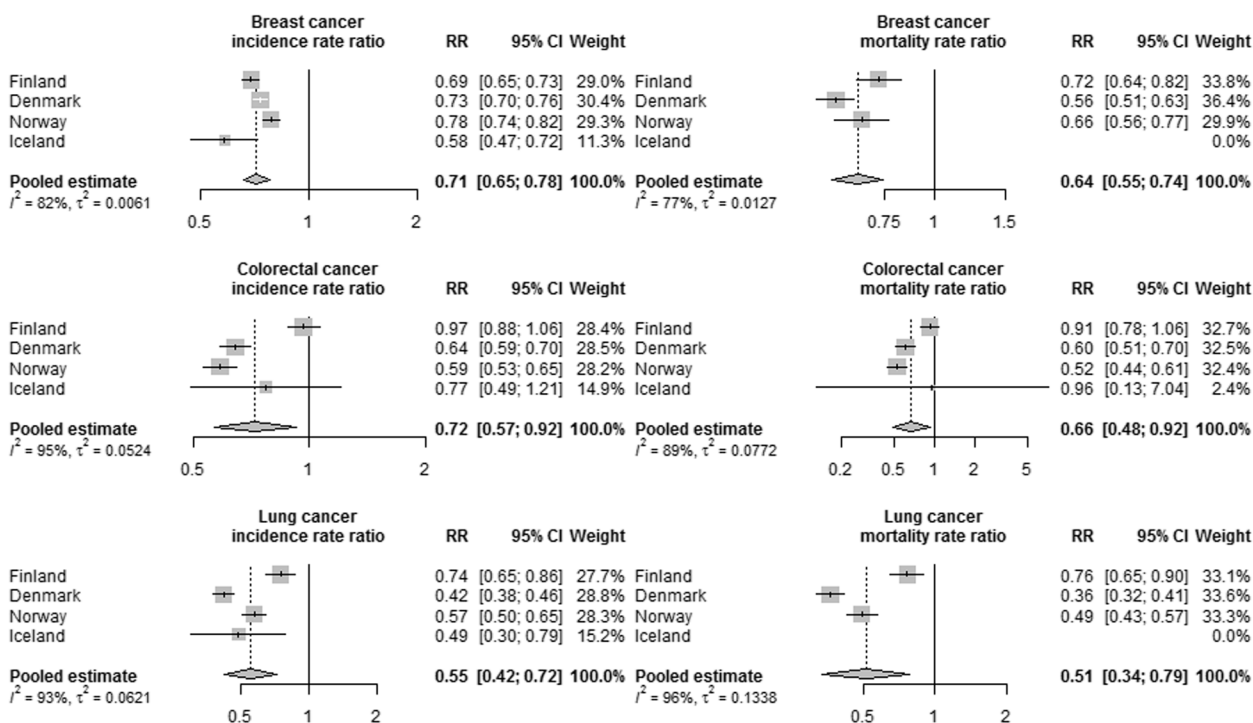 Breast cancer
incidence rate ratio RR 95% CI Weight
Finland 0.69 [0.65; 0.73] 29.0%
Denmark 0.73 [0.70; 0.76] 30.4%
Norway 0.78 [0.74; 0.82] 29.3%
Iceland 0.58 [0.47; 0.72] 11.3%
Pooled estimate 0.71 [0.65; 0.78] 100.0%
I² = 82%, τ² = 0.0061
0.5 1 2
Breast cancer
mortality rate ratio RR 95% CI Weight
Finland 0.72 [0.64; 0.82] 33.8%
Denmark 0.56 [0.51; 0.63] 36.4%
Norway 0.66 [0.56; 0.77] 29.9%
Iceland 0.0%
Pooled estimate 0.64 [0.55; 0.74] 100.0%
I² = 77%, τ² = 0.0127
0.75 1 1.5
Colorectal cancer
incidence rate ratio RR 95% CI Weight
Finland 0.97 [0.88; 1.06] 28.4%
Denmark 0.64 [0.59; 0.70] 28.5%
Norway 0.59 [0.53; 0.65] 28.2%
Iceland 0.77 [0.49; 1.21] 14.9%
Pooled estimate 0.72 [0.57; 0.92] 100.0%
I² = 95%, τ² = 0.0524
0.5 1 2
Colorectal cancer
mortality rate ratio RR 95% CI Weight
Finland 0.91 [0.78; 1.06] 32.7%
Denmark 0.60 [0.51; 0.70] 32.5%
Norway 0.52 [0.44; 0.61] 32.4%
Iceland 0.96 [0.13; 7.04] 2.4%
Pooled estimate 0.66 [0.48; 0.92] 100.0%
I² = 89%, τ² = 0.0772
0.2 0.5 1 2 5
Lung cancer
incidence rate ratio RR 95% CI Weight
Finland 0.74 [0.65; 0.86] 27.7%
Denmark 0.42 [0.38; 0.46] 28.8%
Norway 0.57 [0.50; 0.65] 28.3%
Iceland 0.49 [0.30; 0.79] 15.2%
Pooled estimate 0.55 [0.42; 0.72] 100.0%
I² = 93%, τ² = 0.0621
0.5 1 2
Lung cancer
mortality rate ratio RR 95% CI Weight
Finland 0.76 [0.65; 0.90] 33.1%
Denmark 0.36 [0.32; 0.41] 33.6%
Norway 0.49 [0.43; 0.57] 33.3%
Iceland 0.0%
Pooled estimate 0.51 [0.34; 0.79] 100.0%
I² = 96%, τ² = 0.1338
0.5 1 2